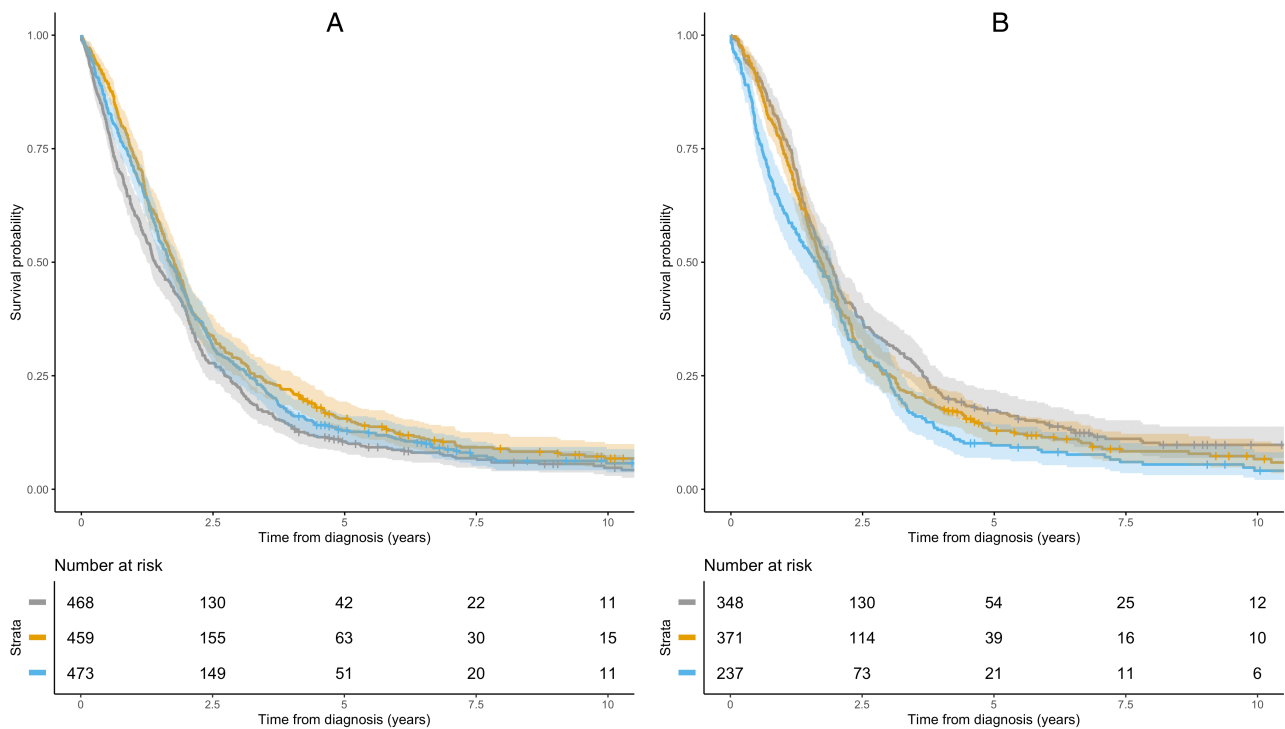 A
Survival probability
1.00
0.75
0.50
0.25
0.00
0 2.5 5 7.5 10
Time from diagnosis (years)
Number at risk
Strata
468 130 42 22 11
459 155 63 30 15
473 149 51 20 11
0 2.5 5 7.5 10
Time from diagnosis (years)
B
Survival probability
1.00
0.75
0.50
0.25
0.00
0 2.5 5 7.5 10
Time from diagnosis (years)
Number at risk
Strata
348 130 54 25 12
371 114 39 16 10
237 73 21 11 6
0 2.5 5 7.5 10
Time from diagnosis (years)